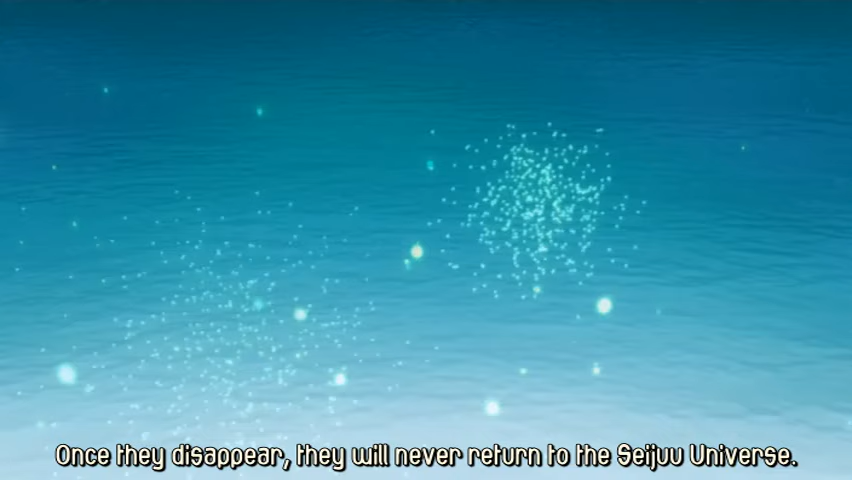 Once they disappear, they will never return to the Seijuu Universe.